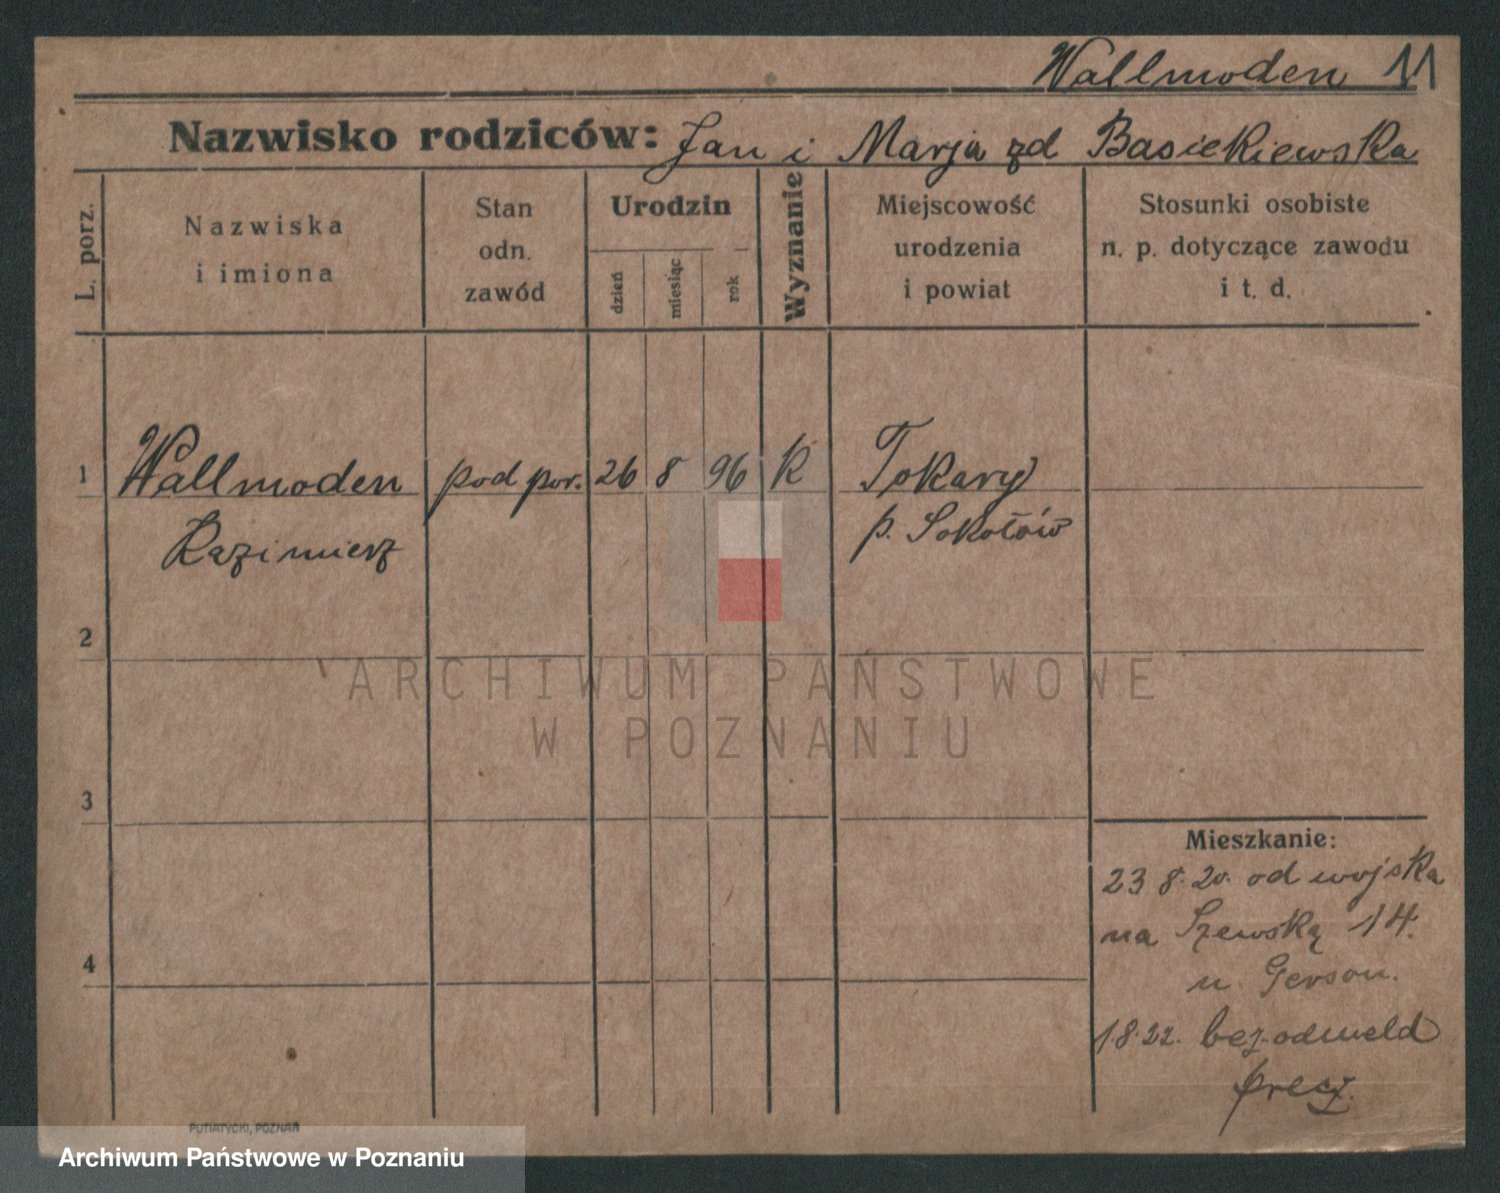 Wallmoden 11
Nazwisko rodziców: Jan i Marja zd Basiekiewska
L. porz.
Nazwiska
i imiona
Stan
odn.
zawód
Urodzin
dzień
miesiąc
rok
Wyznanie
Miejscowość
urodzenia
i powiat
Stosunki osobiste
n. p. dotyczące zawodu
i t. d.
1 Wallmoden pod por. 26 8 96 K Tokary
Kazimierz p. Sokołów
2
ARCHIWUM PAŃSTWOWE
W POZNANIU
3
Mieszkanie:
23 8. 20. od wojska
na Szewską 14.
u. Gerson.
4
1.8.22. bez odmeld
PUTIATYCKI, POZNAŃ
Archiwum Państwowe w Poznaniu